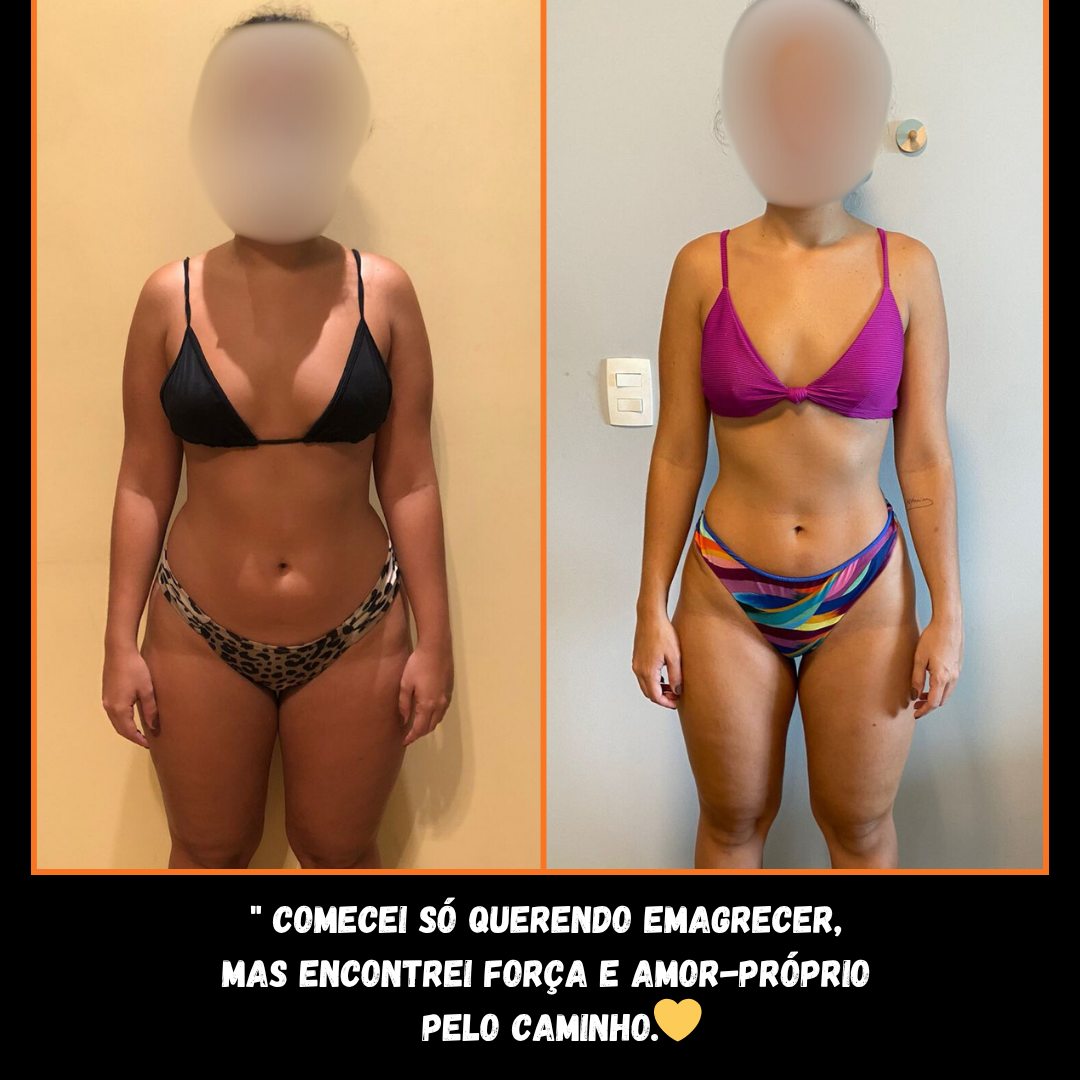 " COMECEI SÓ QUERENDO EMAGRECER,
MAS ENCONTREI FORÇA E AMOR-PRÓPRIO
PELO CAMINHO.💛